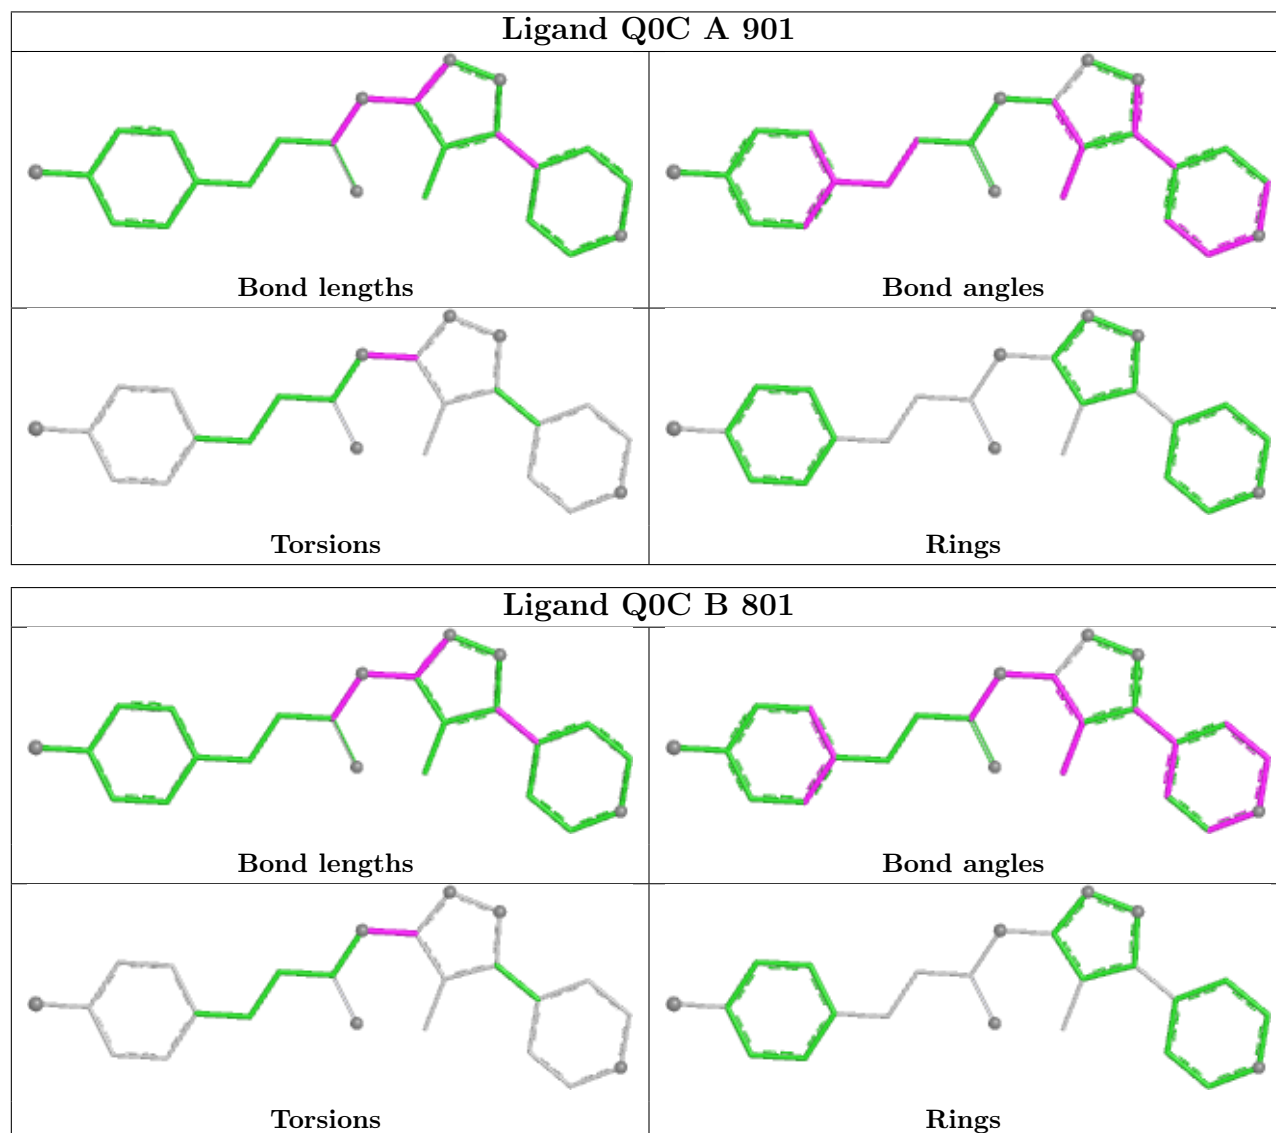 Ligand Q0C A 901
Bond lengths
Bond angles
Torsions
Rings
Ligand Q0C B 801
Bond lengths
Bond angles
Torsions
Rings